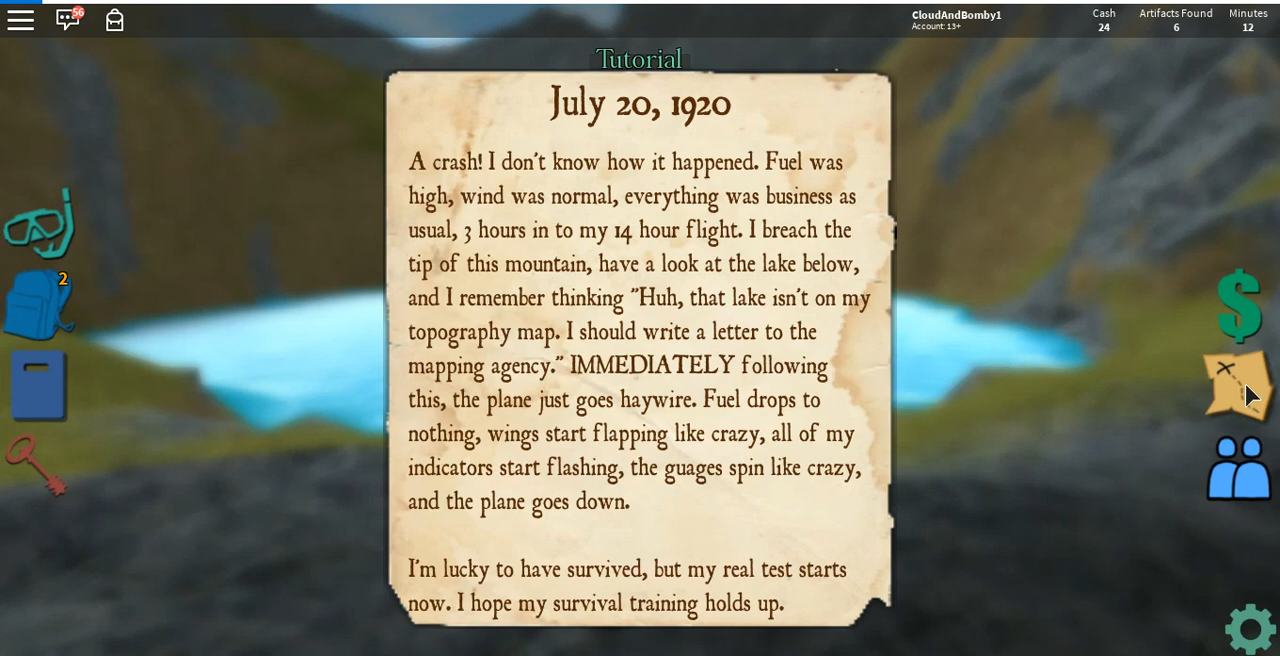 56
CloudAndBomby1
Account: 13+
Cash
24
Artifacts Found
6
Minutes
12
Tutorial
July 20, 1920
A crash! I don't know how it happened. Fuel was
high, wind was normal, everything was business as
usual, 3 hours in to my 14 hour flight. I breach the
tip of this mountain, have a look at the lake below,
and I remember thinking "Huh, that lake isn't on my
topography map. I should write a letter to the
mapping agency." IMMEDIATELY following
this, the plane just goes haywire. Fuel drops to
nothing, wings start flapping like crazy, all of my
indicators start flashing, the guages spin like crazy,
and the plane goes down.
I'm lucky to have survived, but my real test starts
now. I hope my survival training holds up.
2
$